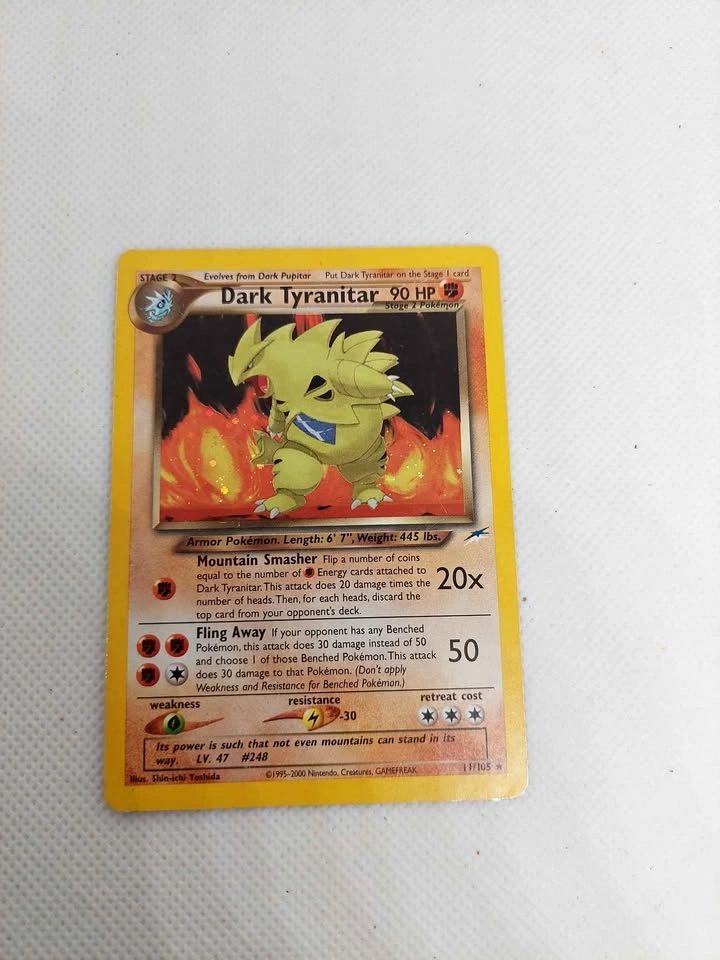 STAGE 2 Evolves from Dark Pupitar Put Dark Tyranitar on the Stage 1 card
Dark Tyranitar 90 HP
Stage 2 Pokémon
Armor Pokémon. Length: 6' 7", Weight: 445 lbs.
Mountain Smasher Flip a number of coins
equal to the number of Energy cards attached to
Dark Tyranitar. This attack does 20 damage times the
number of heads. Then, for each heads, discard the
top card from your opponent's deck.
20x
Fling Away If your opponent has any Benched
Pokémon, this attack does 30 damage instead of 50
and choose 1 of those Benched Pokémon. This attack
does 30 damage to that Pokémon. (Don't apply
Weakness and Resistance for Benched Pokémon.)
50
weakness resistance retreat cost
-30
Its power is such that not even mountains can stand in its
way. LV. 47 #248
Illus. Shin-ichi Yoshida ©1995-2000 Nintendo, Creatures, GAMEFREAK. 11/105